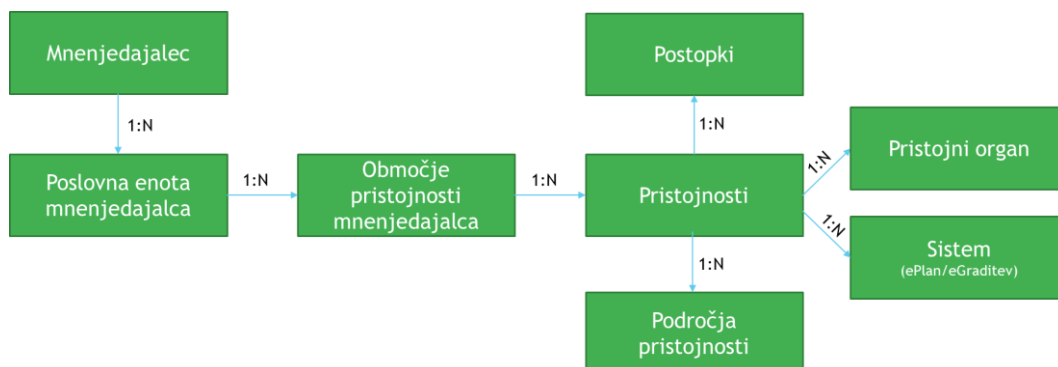 Mnenjedajalec
Postopki
1:N
1:N
Pristojni organ
1:N
Poslovna enota
mnenjedajalca
1:N
Območje
pristojnosti
mnenjedajalca
1:N
Pristojnosti
1:N
Sistem
(ePlan/eGraditev)
1:N
Področja
pristojnosti